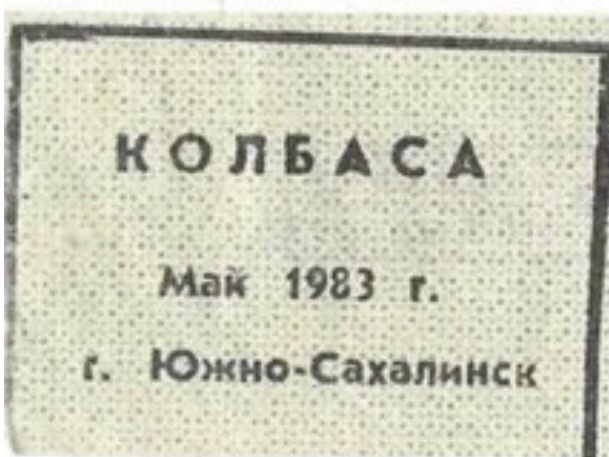 КОЛБАСА
Май 1983 г.
г. Южно-Сахалинск